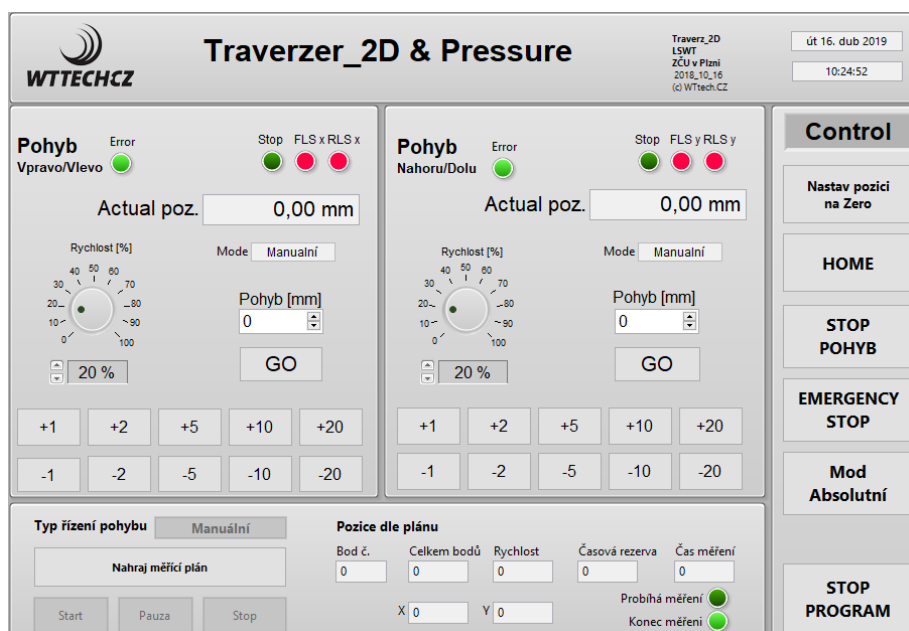 WTTECHCZ
Traverzer_2D & Pressure
Traverz_2D
LSWT
ZČU v Plzni
2018_10_16
(c) WTtech.CZ
út 16. dub 2019
10:24:52
Pohyb
Vpravo/Vlevo
Error
Stop FLS x RLS x
Actual poz. 0,00 mm
Rychlost [%]
0 10 20 30 40 50 60 70 80 90 100
20 %
Mode Manualní
Pohyb [mm]
0
GO
+1 +2 +5 +10 +20
-1 -2 -5 -10 -20
Pohyb
Nahoru/Dolu
Error
Stop FLS y RLS y
Actual poz. 0,00 mm
Rychlost [%]
0 10 20 30 40 50 60 70 80 90 100
20 %
Mode Manualní
Pohyb [mm]
0
GO
+1 +2 +5 +10 +20
-1 -2 -5 -10 -20
Control
Nastav pozici
na Zero
HOME
STOP
POHYB
EMERGENCY
STOP
Mod
Absolutní
STOP
PROGRAM
Typ řízení pohybu Manuální
Nahraj měřící plán
Start Pauza Stop
Pozice dle plánu
Bod č. Celkem bodů Rychlost Časová rezerva Čas měření
0 0 0 0 0
X 0 Y 0
Probíhá měření
Konec měření